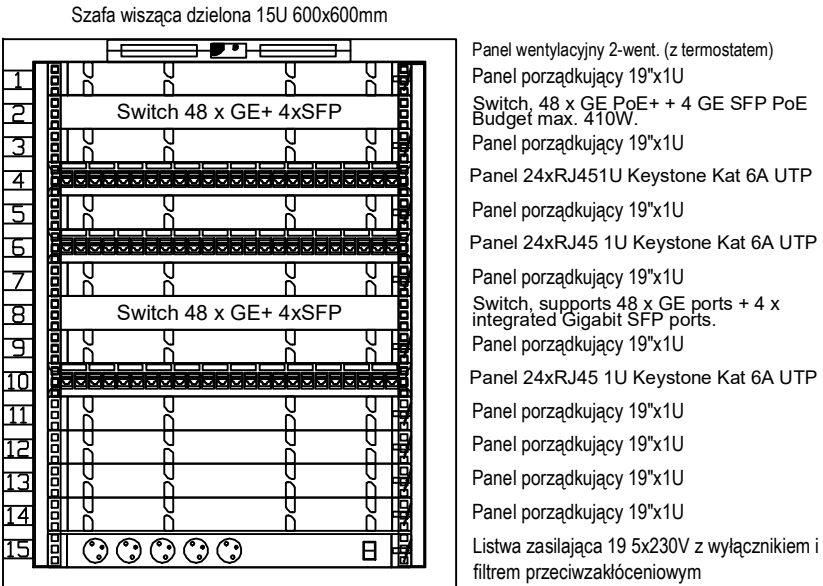 Szafa wisząca dzielona 15U 600x600mm
Panel wentylacyjny 2-went. (z termostatem)
1
Panel porządkujący 19"x1U
2
Switch 48 x GE+ 4xSFP
Switch, 48 x GE PoE+ + 4 GE SFP PoE
Budget max. 410W.
3
Panel porządkujący 19"x1U
4
Panel 24xRJ451U Keystone Kat 6A UTP
5
Panel porządkujący 19"x1U
6
Panel 24xRJ45 1U Keystone Kat 6A UTP
7
Panel porządkujący 19"x1U
8
Switch 48 x GE+ 4xSFP
Switch, supports 48 x GE ports + 4 x
integrated Gigabit SFP ports.
9
Panel porządkujący 19"x1U
10
Panel 24xRJ45 1U Keystone Kat 6A UTP
11
Panel porządkujący 19"x1U
12
Panel porządkujący 19"x1U
13
Panel porządkujący 19"x1U
14
Panel porządkujący 19"x1U
15
Listwa zasilająca 19 5x230V z wyłącznikiem i
filtrem przeciwzakłóceniowym